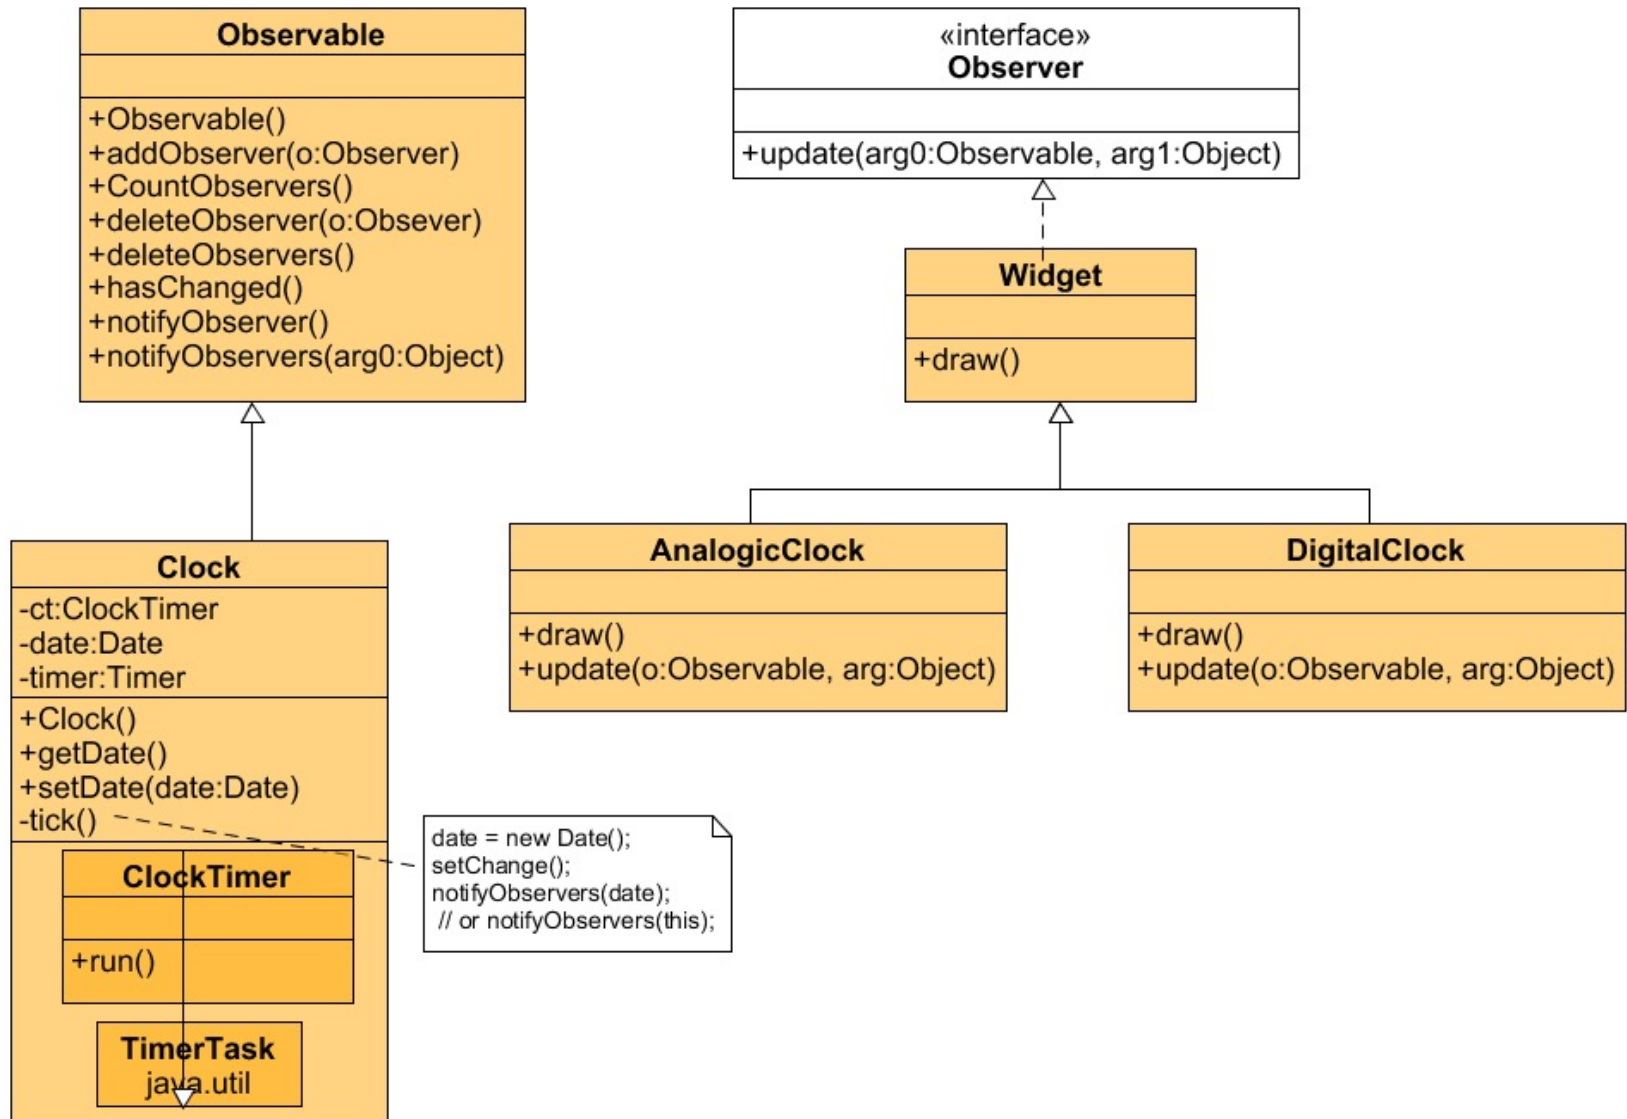 Observable
+Observable()
+addObserver(o:Observer)
+CountObservers()
+deleteObserver(o:Obsever)
+deleteObservers()
+hasChanged()
+notifyObserver()
+notifyObservers(arg0:Object)
«interface»
Observer
+update(arg0:Observable, arg1:Object)
Widget
+draw()
Clock
-ct:ClockTimer
-date:Date
-timer:Timer
+Clock()
+getDate()
+setDate(date:Date)
-tick()
ClockTimer
+run()
TimerTask
java.util
date = new Date();
setChange();
notifyObservers(date);
// or notifyObservers(this);
AnalogicClock
+draw()
+update(o:Observable, arg:Object)
DigitalClock
+draw()
+update(o:Observable, arg:Object)